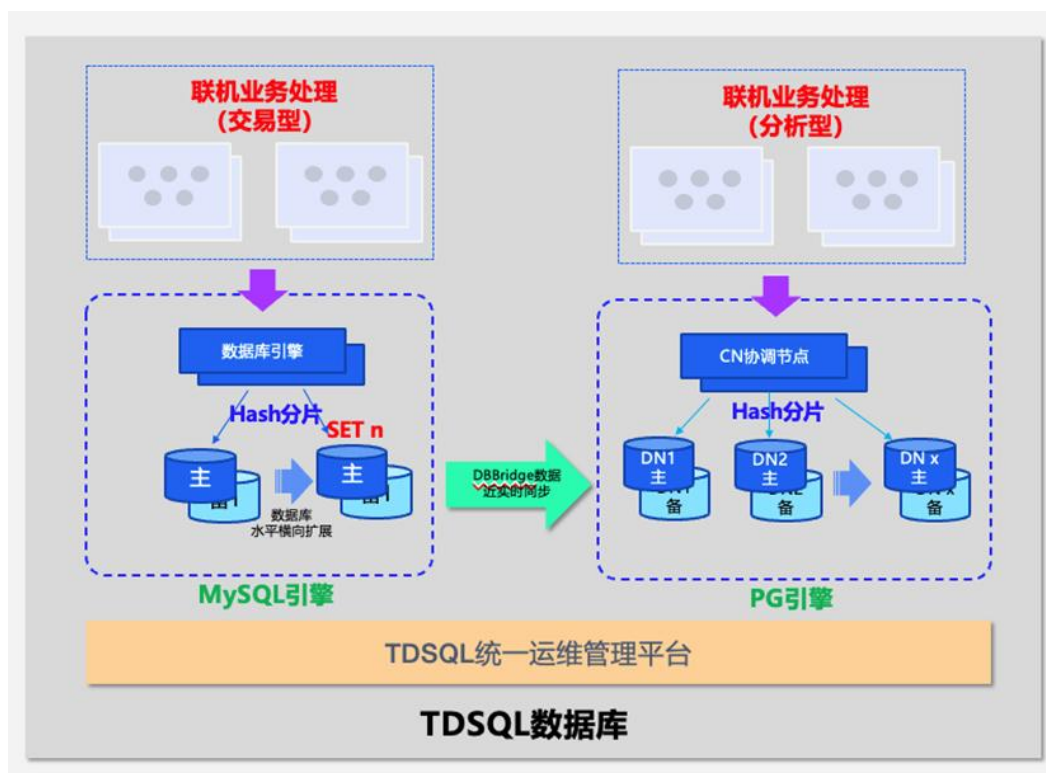 联机业务处理
(交易型)
联机业务处理
(分析型)
数据库引擎
Hash分片
SET n
主
备1
主
备1
数据库
水平横向扩展
MySQL引擎
DBBridge数据
近实时同步
CN协调节点
Hash分片
DN1
主
备
DN2
主
备
DN x
主
备
PG引擎
TDSQL统一运维管理平台
TDSQL数据库